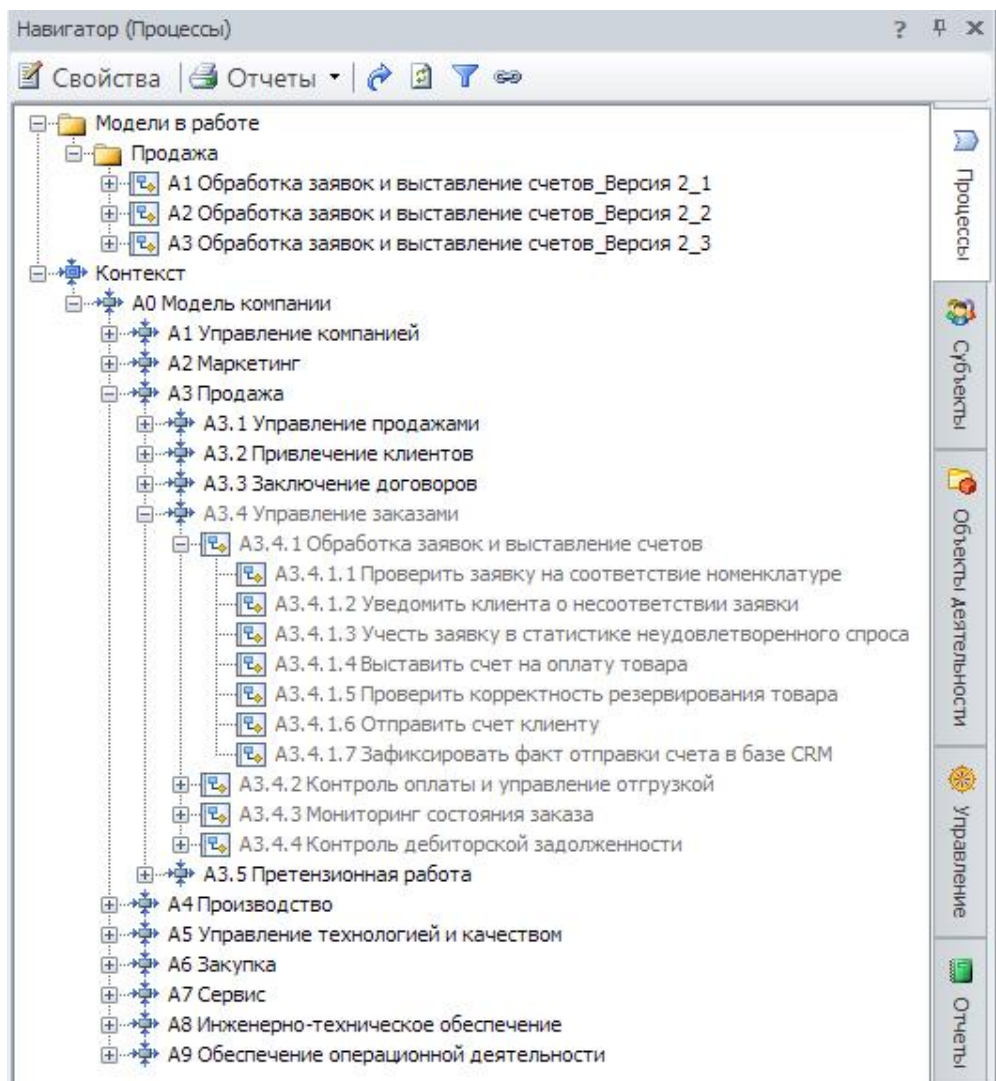 Навигатор (Процессы)
Свойства Отчеты
Модели в работе
Продажа
А1 Обработка заявок и выставление счетов_Версия 2_1
А2 Обработка заявок и выставление счетов_Версия 2_2
А3 Обработка заявок и выставление счетов_Версия 2_3
Контекст
А0 Модель компании
А1 Управление компанией
А2 Маркетинг
А3 Продажа
А3.1 Управление продажами
А3.2 Привлечение клиентов
А3.3 Заключение договоров
А3.4 Управление заказами
А3.4.1 Обработка заявок и выставление счетов
А3.4.1.1 Проверить заявку на соответствие номенклатуре
А3.4.1.2 Уведомить клиента о несоответствии заявки
А3.4.1.3 Учесть заявку в статистике неудовлетворенного спроса
А3.4.1.4 Выставить счет на оплату товара
А3.4.1.5 Проверить корректность резервирования товара
А3.4.1.6 Отправить счет клиенту
А3.4.1.7 Зафиксировать факт отправки счета в базе CRM
А3.4.2 Контроль оплаты и управление отгрузкой
А3.4.3 Мониторинг состояния заказа
А3.4.4 Контроль дебиторской задолженности
А3.5 Претензионная работа
А4 Производство
А5 Управление технологией и качеством
А6 Закупка
А7 Сервис
А8 Инженерно-техническое обеспечение
А9 Обеспечение операционной деятельности
Процессы
Субъекты
Объекты деятельности
Управление
Отчеты